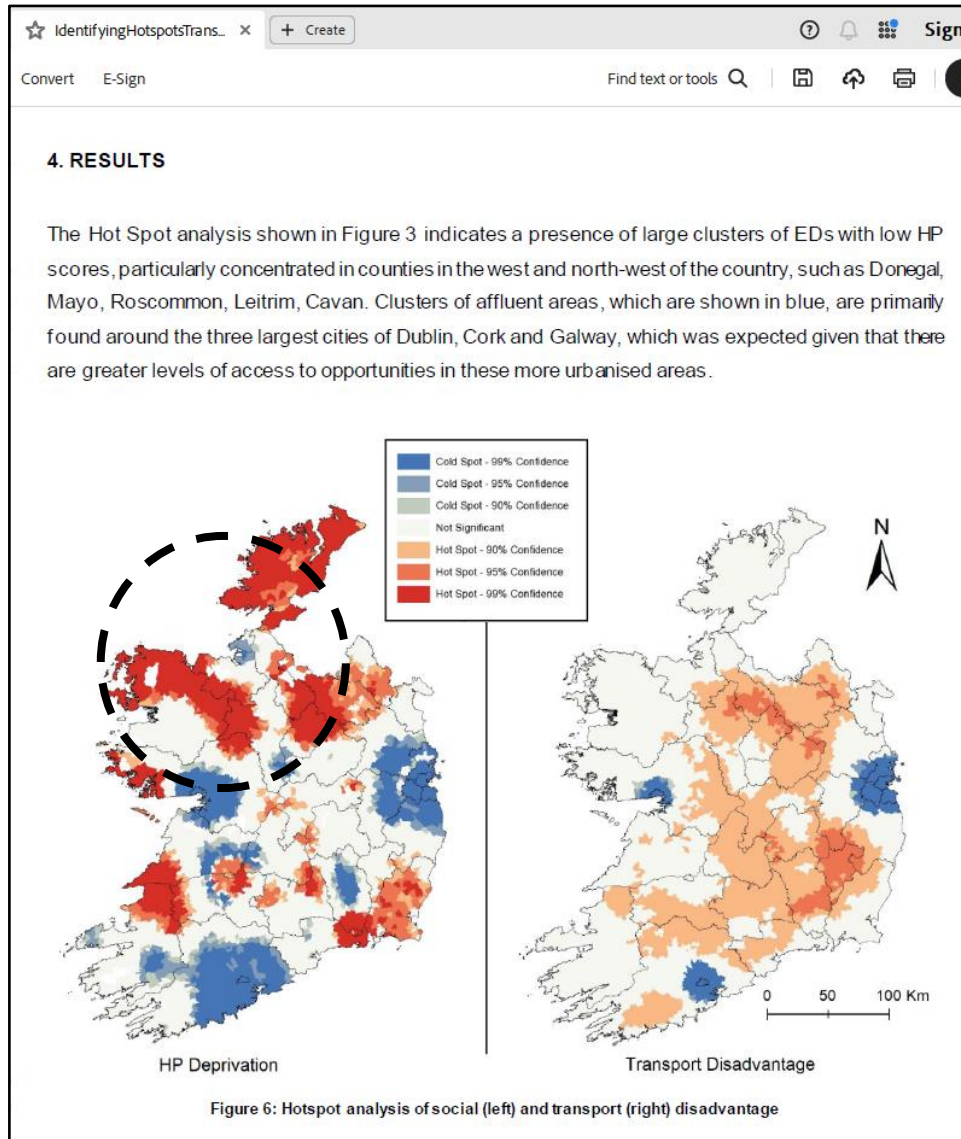 IdentifyingHotspotsTrans...
+ Create
Sign
Convert E-Sign
Find text or tools
4. RESULTS
The Hot Spot analysis shown in Figure 3 indicates a presence of large clusters of EDs with low HP
scores, particularly concentrated in counties in the west and north-west of the country, such as Donegal,
Mayo, Roscommon, Leitrim, Cavan. Clusters of affluent areas, which are shown in blue, are primarily
found around the three largest cities of Dublin, Cork and Galway, which was expected given that there
are greater levels of access to opportunities in these more urbanised areas.
Cold Spot - 99% Confidence
Cold Spot - 95% Confidence
Cold Spot - 90% Confidence
Not Significant
Hot Spot - 90% Confidence
Hot Spot - 95% Confidence
Hot Spot - 99% Confidence
N
0 50 100 Km
HP Deprivation
Transport Disadvantage
Figure 6: Hotspot analysis of social (left) and transport (right) disadvantage